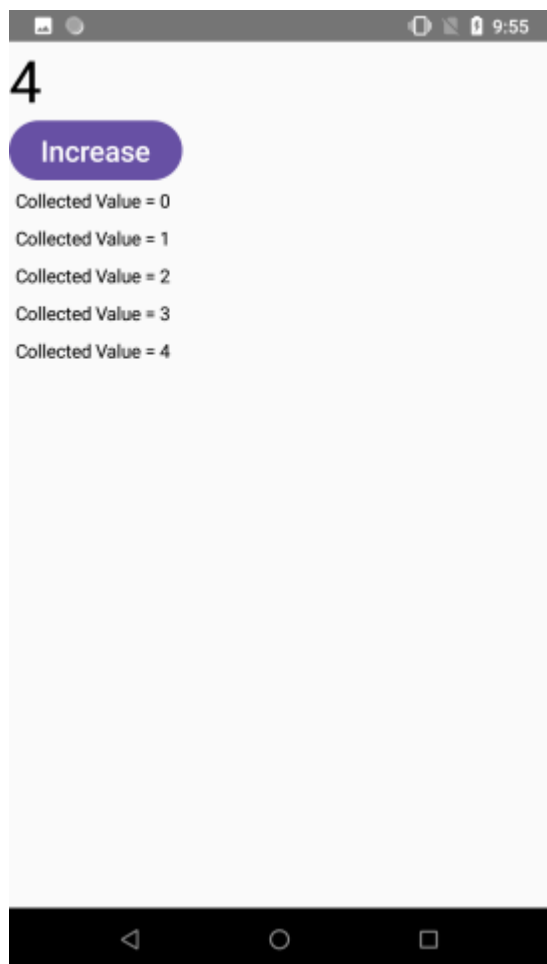 9:55
4
Increase
Collected Value = 0
Collected Value = 1
Collected Value = 2
Collected Value = 3
Collected Value = 4